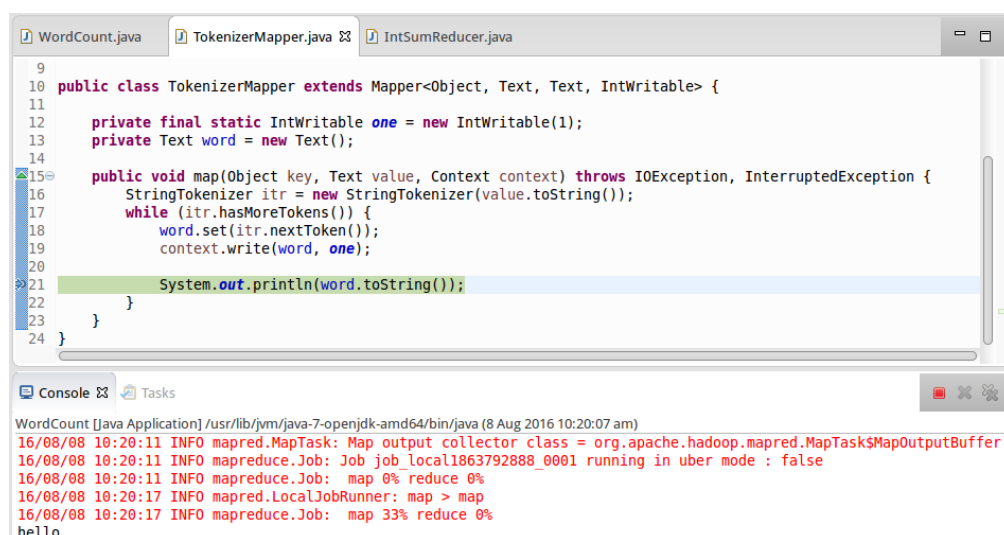 WordCount.java TokenizerMapper.java IntSumReducer.java
9
10 public class TokenizerMapper extends Mapper<Object, Text, Text, IntWritable> {
11
12 private final static IntWritable one = new IntWritable(1);
13 private Text word = new Text();
14
15 public void map(Object key, Text value, Context context) throws IOException, InterruptedException {
16 StringTokenizer itr = new StringTokenizer(value.toString());
17 while (itr.hasMoreTokens()) {
18 word.set(itr.nextToken());
19 context.write(word, one);
20
21 System.out.println(word.toString());
22 }
23 }
24 }
Console Tasks
WordCount [Java Application] /usr/lib/jvm/java-7-openjdk-amd64/bin/java (8 Aug 2016 10:20:07 am)
16/08/08 10:20:11 INFO mapred.MapTask: Map output collector class = org.apache.hadoop.mapred.MapTask$MapOutputBuffer
16/08/08 10:20:11 INFO mapreduce.Job: Job job_local1863792888_0001 running in uber mode : false
16/08/08 10:20:11 INFO mapreduce.Job:  map 0% reduce 0%
16/08/08 10:20:17 INFO mapred.LocalJobRunner: map > map
16/08/08 10:20:17 INFO mapreduce.Job:  map 33% reduce 0%
hello